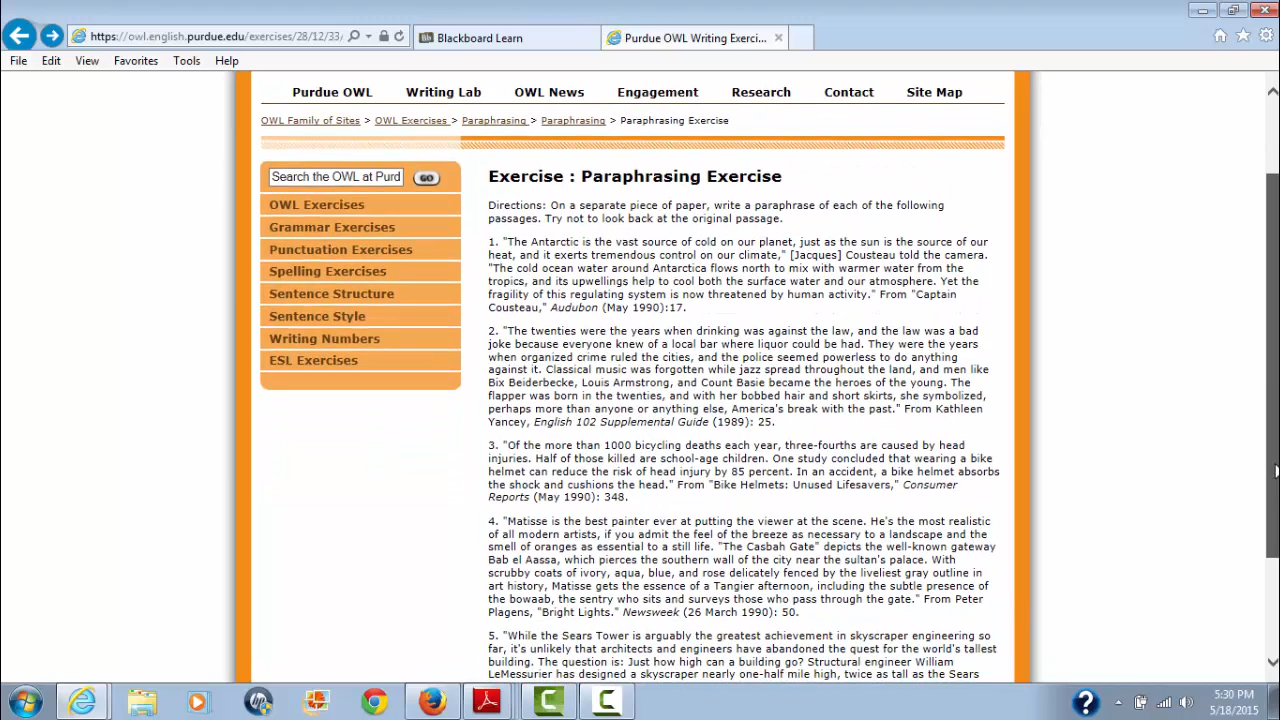 https://owl.english.purdue.edu/exercises/28/12/33/
Blackboard Learn
Purdue OWL Writing Exerci...
File Edit View Favorites Tools Help
Purdue OWL Writing Lab OWL News Engagement Research Contact Site Map
OWL Family of Sites > OWL Exercises > Paraphrasing > Paraphrasing > Paraphrasing Exercise
Search the OWL at Purd GO
OWL Exercises
Grammar Exercises
Punctuation Exercises
Spelling Exercises
Sentence Structure
Sentence Style
Writing Numbers
ESL Exercises
Exercise : Paraphrasing Exercise
Directions: On a separate piece of paper, write a paraphrase of each of the following
passages. Try not to look back at the original passage.
1. "The Antarctic is the vast source of cold on our planet, just as the sun is the source of our
heat, and it exerts tremendous control on our climate," [Jacques] Cousteau told the camera.
"The cold ocean water around Antarctica flows north to mix with warmer water from the
tropics, and its upwellings help to cool both the surface water and our atmosphere. Yet the
fragility of this regulating system is now threatened by human activity." From "Captain
Cousteau," Audubon (May 1990):17.
2. "The twenties were the years when drinking was against the law, and the law was a bad
joke because everyone knew of a local bar where liquor could be had. They were the years
when organized crime ruled the cities, and the police seemed powerless to do anything
against it. Classical music was forgotten while jazz spread throughout the land, and men like
Bix Beiderbecke, Louis Armstrong, and Count Basie became the heroes of the young. The
flapper was born in the twenties, and with her bobbed hair and short skirts, she symbolized,
perhaps more than anyone or anything else, America's break with the past." From Kathleen
Yancey, English 102 Supplemental Guide (1989): 25.
3. "Of the more than 1000 bicycling deaths each year, three-fourths are caused by head
injuries. Half of those killed are school-age children. One study concluded that wearing a bike
helmet can reduce the risk of head injury by 85 percent. In an accident, a bike helmet absorbs
the shock and cushions the head." From "Bike Helmets: Unused Lifesavers," Consumer
Reports (May 1990): 348.
4. "Matisse is the best painter ever at putting the viewer at the scene. He's the most realistic
of all modern artists, if you admit the feel of the breeze as necessary to a landscape and the
smell of oranges as essential to a still life. "The Casbah Gate" depicts the well-known gateway
Bab el Aassa, which pierces the southern wall of the city near the sultan's palace. With
scrubby coats of ivory, aqua, blue, and rose delicately fenced by the liveliest gray outline in
art history, Matisse gets the essence of a Tangier afternoon, including the subtle presence of
the bowaab, the sentry who sits and surveys those who pass through the gate." From Peter
Plagens, "Bright Lights." Newsweek (26 March 1990): 50.
5. "While the Sears Tower is arguably the greatest achievement in skyscraper engineering so
far, it's unlikely that architects and engineers have abandoned the quest for the world's tallest
building. The question is: Just how high can a building go? Structural engineer William
LeMessurier has designed a skyscraper nearly one-half mile high, twice as tall as the Sears
5:30 PM
5/18/2015